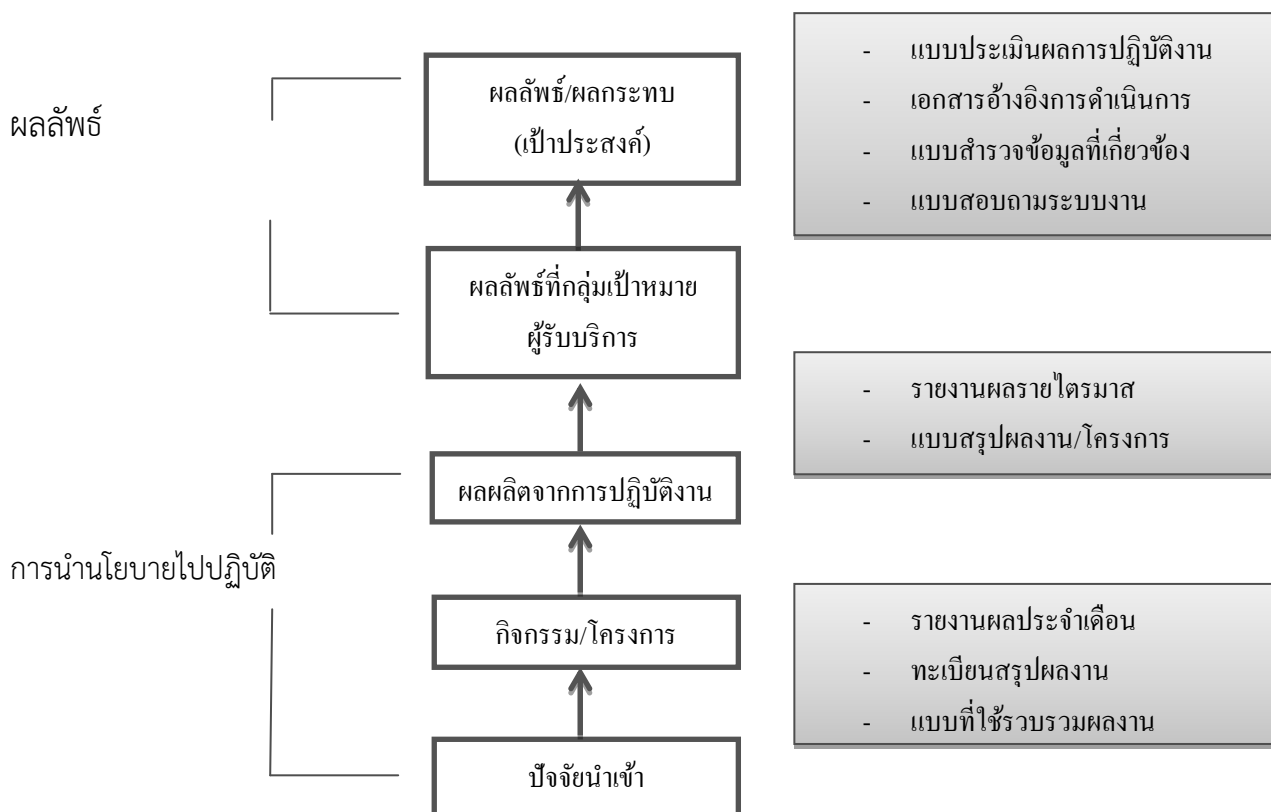 ผลลัพธ์
ผลลัพธ์/ผลกระทบ
(เป้าประสงค์)
- แบบประเมินผลการปฏิบัติงาน
- เอกสารอ้างอิงการดำเนินการ
- แบบสำรวจข้อมูลที่เกี่ยวข้อง
- แบบสอบถามระบบงาน
ผลลัพธ์ที่กลุ่มเป้าหมาย
ผู้รับบริการ
- รายงานผลรายไตรมาส
- แบบสรุปผลงาน/โครงการ
ผลผลิตจากการปฏิบัติงาน
การนำนโยบายไปปฏิบัติ
กิจกรรม/โครงการ
- รายงานผลประจำเดือน
- ทะเบียนสรุปผลงาน
- แบบที่ใช้รวบรวมผลงาน
ปัจจัยนำเข้า